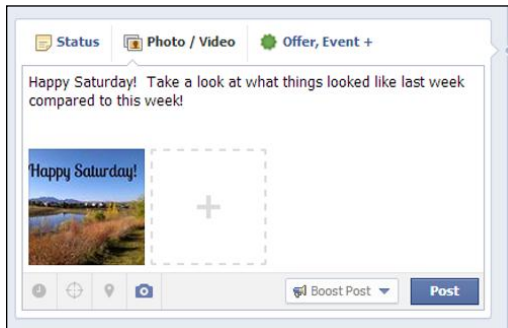 Status Photo / Video Offer, Event +
Happy Saturday! Take a look at what things looked like last week
compared to this week!
Happy Saturday!
Boost Post Post